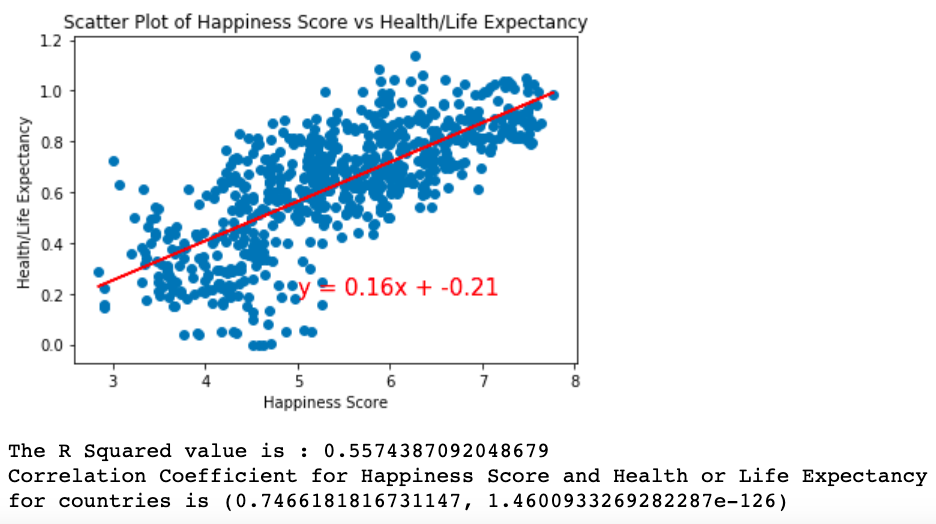 Scatter Plot of Happiness Score vs Health/Life Expectancy
1.2
1.0
0.8
0.6
0.4
0.2
0.0
Health/Life Expectancy
y = 0.16x + -0.21
3 4 5 6 7 8
Happiness Score
The R Squared value is : 0.5574387092048679
Correlation Coefficient for Happiness Score and Health or Life Expectancy
for countries is (0.7466181816731147, 1.4600933269282287e-126)